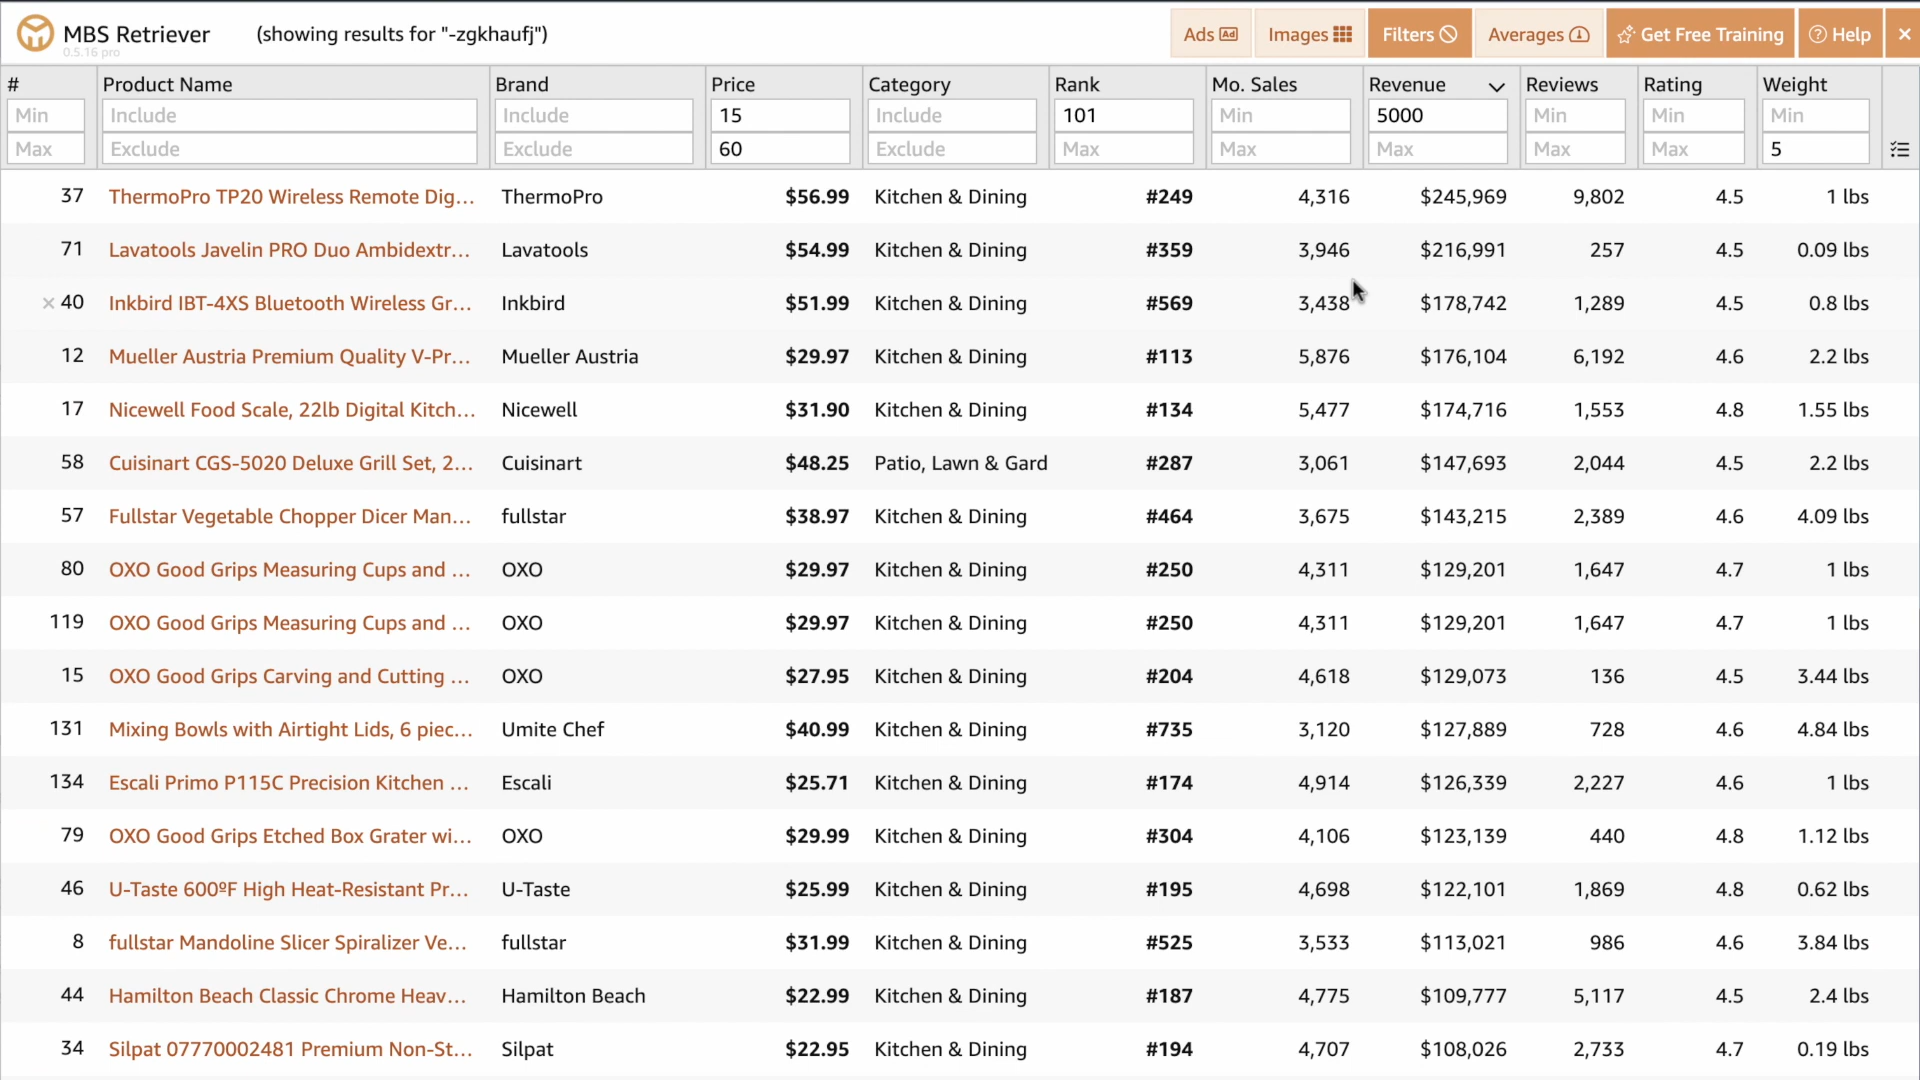 MBS Retriever (showing results for "-zgkhaufj") Ads Ad Images Filters Averages Get Free Training Help ×
0.5.16 pro
# Product Name Brand Price Category Rank Mo. Sales Revenue Reviews Rating Weight
Min Include Include 15 Include 101 Min 5000 Min Min Min
Max Exclude Exclude 60 Exclude Max Max Max Max Max 5
37 ThermoPro TP20 Wireless Remote Dig... ThermoPro $56.99 Kitchen & Dining #249 4,316 $245,969 9,802 4.5 1 lbs
71 Lavatools Javelin PRO Duo Ambidextr... Lavatools $54.99 Kitchen & Dining #359 3,946 $216,991 257 4.5 0.09 lbs
× 40 Inkbird IBT-4XS Bluetooth Wireless Gr... Inkbird $51.99 Kitchen & Dining #569 3,438 $178,742 1,289 4.5 0.8 lbs
12 Mueller Austria Premium Quality V-Pr... Mueller Austria $29.97 Kitchen & Dining #113 5,876 $176,104 6,192 4.6 2.2 lbs
17 Nicewell Food Scale, 22lb Digital Kitch... Nicewell $31.90 Kitchen & Dining #134 5,477 $174,716 1,553 4.8 1.55 lbs
58 Cuisinart CGS-5020 Deluxe Grill Set, 2... Cuisinart $48.25 Patio, Lawn & Gard #287 3,061 $147,693 2,044 4.5 2.2 lbs
57 Fullstar Vegetable Chopper Dicer Man... fullstar $38.97 Kitchen & Dining #464 3,675 $143,215 2,389 4.6 4.09 lbs
80 OXO Good Grips Measuring Cups and ... OXO $29.97 Kitchen & Dining #250 4,311 $129,201 1,647 4.7 1 lbs
119 OXO Good Grips Measuring Cups and ... OXO $29.97 Kitchen & Dining #250 4,311 $129,201 1,647 4.7 1 lbs
15 OXO Good Grips Carving and Cutting ... OXO $27.95 Kitchen & Dining #204 4,618 $129,073 136 4.5 3.44 lbs
131 Mixing Bowls with Airtight Lids, 6 piec... Umite Chef $40.99 Kitchen & Dining #735 3,120 $127,889 728 4.6 4.84 lbs
134 Escali Primo P115C Precision Kitchen ... Escali $25.71 Kitchen & Dining #174 4,914 $126,339 2,227 4.6 1 lbs
79 OXO Good Grips Etched Box Grater wi... OXO $29.99 Kitchen & Dining #304 4,106 $123,139 440 4.8 1.12 lbs
46 U-Taste 600ºF High Heat-Resistant Pr... U-Taste $25.99 Kitchen & Dining #195 4,698 $122,101 1,869 4.8 0.62 lbs
8 fullstar Mandoline Slicer Spiralizer Ve... fullstar $31.99 Kitchen & Dining #525 3,533 $113,021 986 4.6 3.84 lbs
44 Hamilton Beach Classic Chrome Heav... Hamilton Beach $22.99 Kitchen & Dining #187 4,775 $109,777 5,117 4.5 2.4 lbs
34 Silpat 07770002481 Premium Non-St... Silpat $22.95 Kitchen & Dining #194 4,707 $108,026 2,733 4.7 0.19 lbs